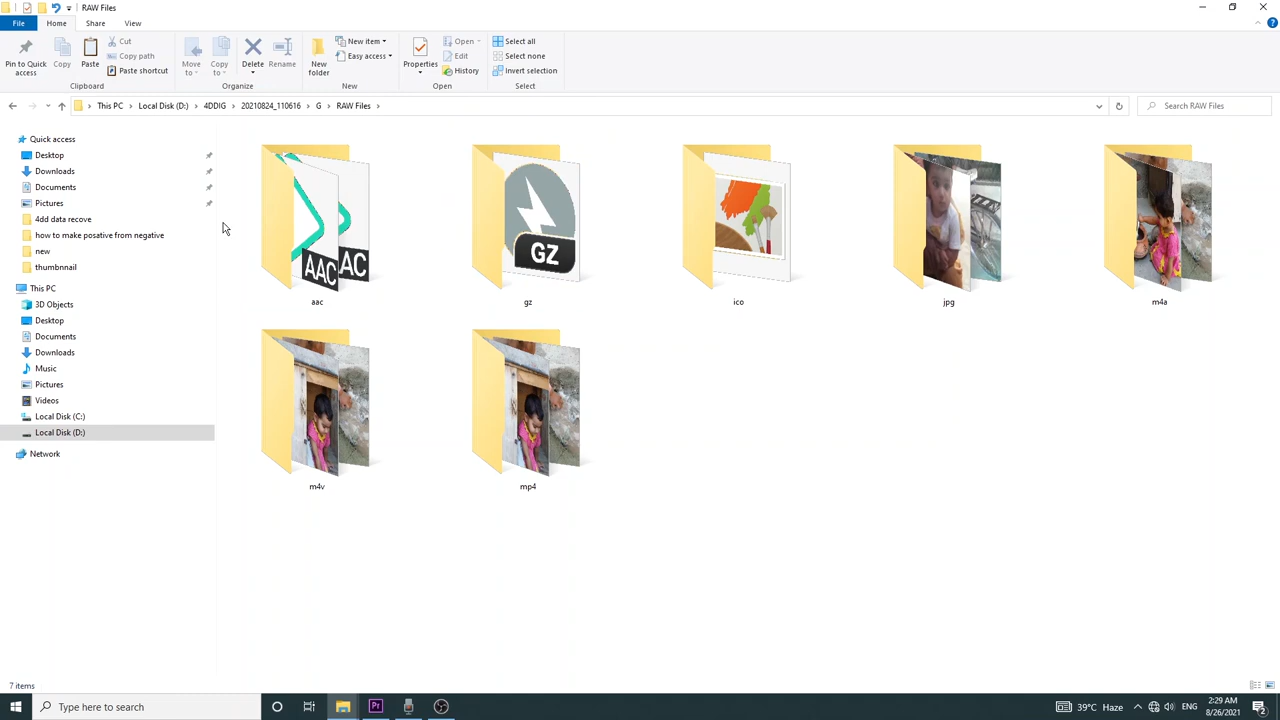 RAW Files
File Home Share View
Pin to Quick access
Copy
Paste
Cut
Copy path
Paste shortcut
Clipboard
Move to
Copy to
Delete
Rename
Organize
New folder
New item
Easy access
New
Properties
Open
Edit
History
Open
Select all
Select none
Invert selection
Select
This PC > Local Disk (D:) > 4DDIG > 20210824_110616 > G > RAW Files >
Search RAW Files
Quick access
Desktop
Downloads
Documents
Pictures
4dd data recove
how to make posative from negative
new
thumbnnail
This PC
3D Objects
Desktop
Documents
Downloads
Music
Pictures
Videos
Local Disk (C:)
Local Disk (D:)
Network
AAC AC
GZ
aac gz ico jpg m4a
m4v mp4
7 items
Type here to search
Pr
39°C Haze
ENG
2:29 AM
8/26/2021
2